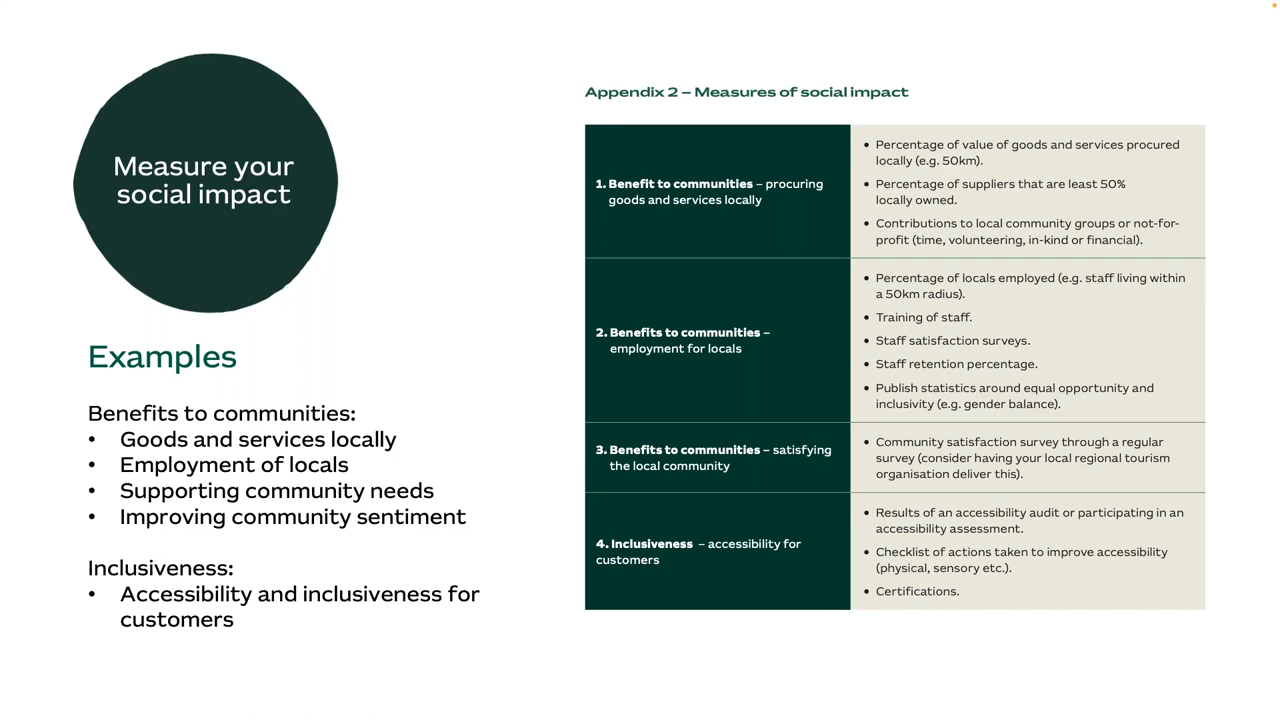 Measure your
social impact
Examples
Benefits to communities:
• Goods and services locally
• Employment of locals
• Supporting community needs
• Improving community sentiment
Inclusiveness:
• Accessibility and inclusiveness for
customers
Appendix 2 – Measures of social impact
1. Benefit to communities – procuring
goods and services locally
• Percentage of value of goods and services procured
locally (e.g. 50km).
• Percentage of suppliers that are least 50%
locally owned.
• Contributions to local community groups or not-for-
profit (time, volunteering, in-kind or financial).
2. Benefits to communities –
employment for locals
• Percentage of locals employed (e.g. staff living within
a 50km radius).
• Training of staff.
• Staff satisfaction surveys.
• Staff retention percentage.
• Publish statistics around equal opportunity and
inclusivity (e.g. gender balance).
3. Benefits to communities – satisfying
the local community
• Community satisfaction survey through a regular
survey (consider having your local regional tourism
organisation deliver this).
4. Inclusiveness – accessibility for
customers
• Results of an accessibility audit or participating in an
accessibility assessment.
• Checklist of actions taken to improve accessibility
(physical, sensory etc.).
• Certifications.